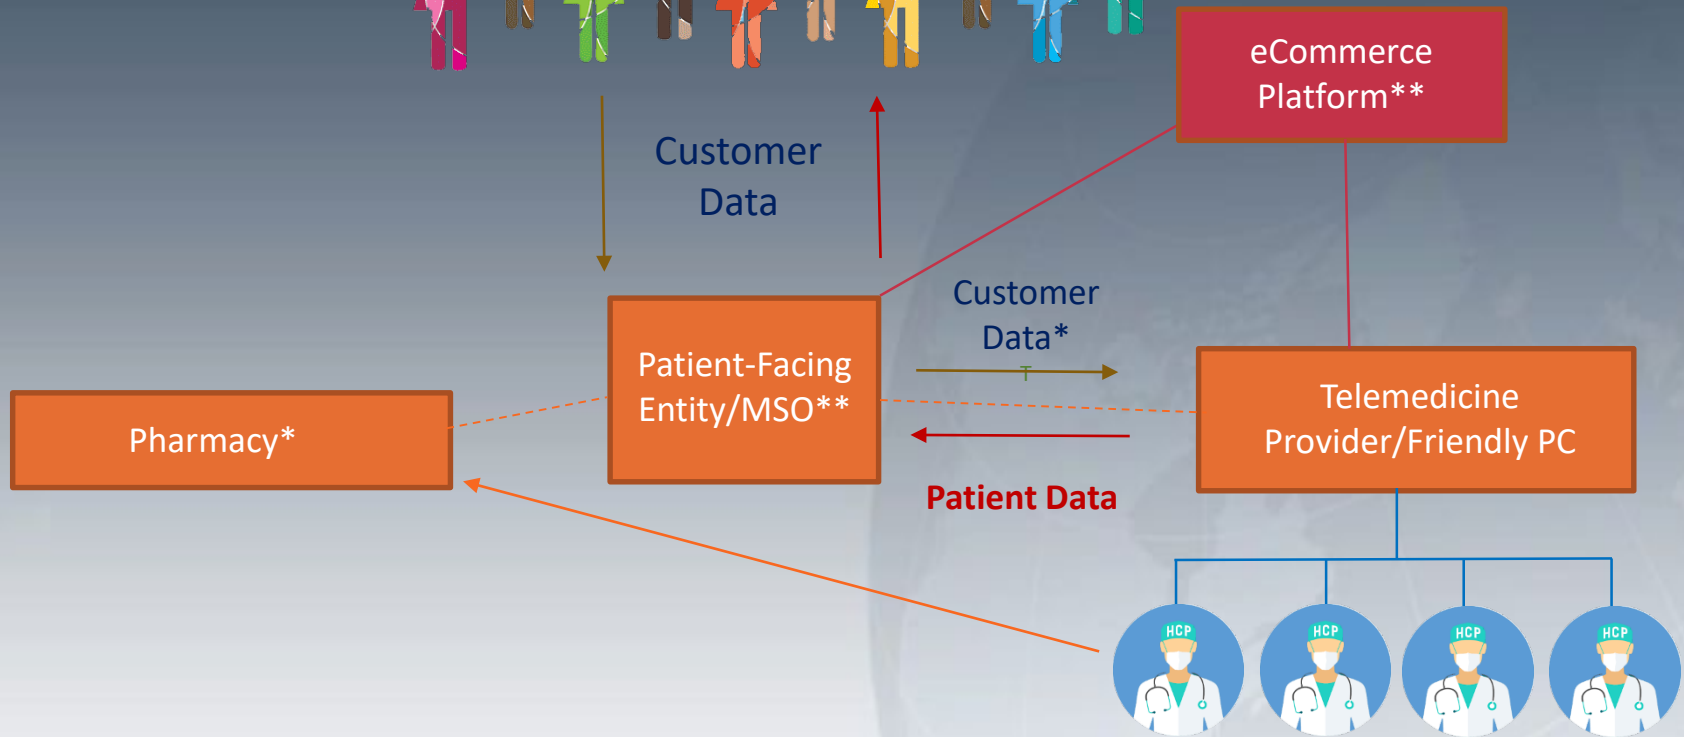 eCommerce
Platform**
Customer
Data
Customer
Data*
T
Patient-Facing
Entity/MSO**
Telemedicine
Provider/Friendly PC
Pharmacy*
Patient Data
HCP
HCP
HCP
HCP